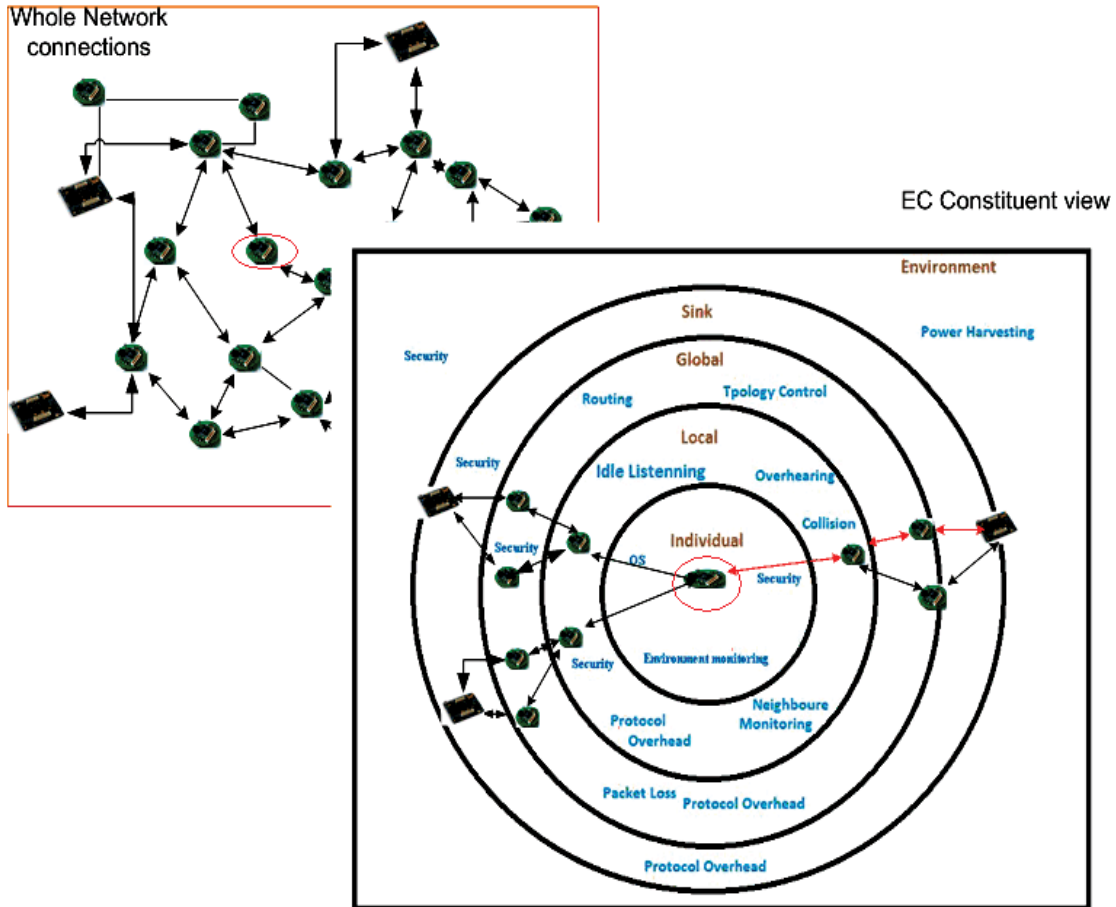 Whole Network
connections
EC Constituent view
Environment
Sink
Power Harvesting
Security
Global
Routing
Tpology Control
Local
Security
Idle Listenning
Overhearing
Collision
Individual
Security
OS
Security
Security
Environment monitoring
Neighboure
Monitoring
Protocol
Overhead
Packet Loss
Protocol Overhead
Protocol Overhead